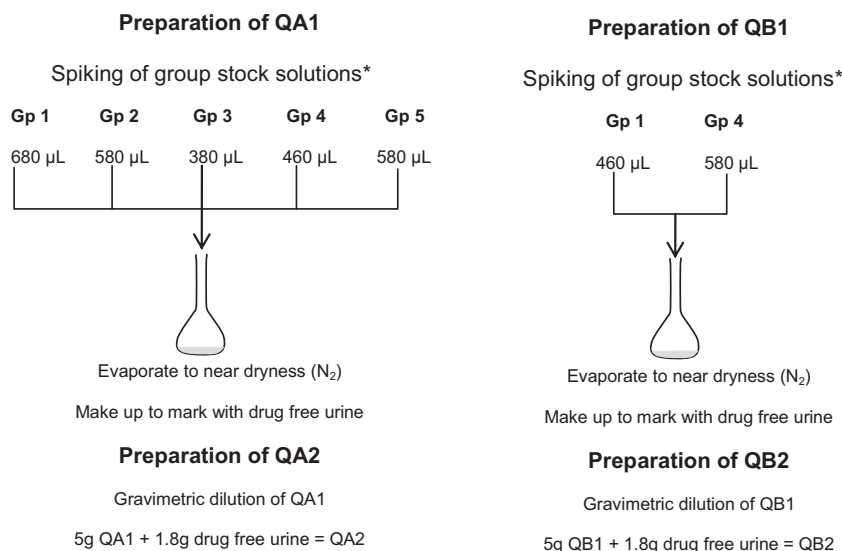 Preparation of QA1
Spiking of group stock solutions*
Gp 1 Gp 2 Gp 3 Gp 4 Gp 5
680 µL 580 µL 380 µL 460 µL 580 µL
Evaporate to near dryness (N₂)
Make up to mark with drug free urine
Preparation of QA2
Gravimetric dilution of QA1
5g QA1 + 1.8g drug free urine = QA2
Preparation of QB1
Spiking of group stock solutions*
Gp 1 Gp 4
460 µL 580 µL
Evaporate to near dryness (N₂)
Make up to mark with drug free urine
Preparation of QB2
Gravimetric dilution of QB1
5g QB1 + 1.8g drug free urine = QB2